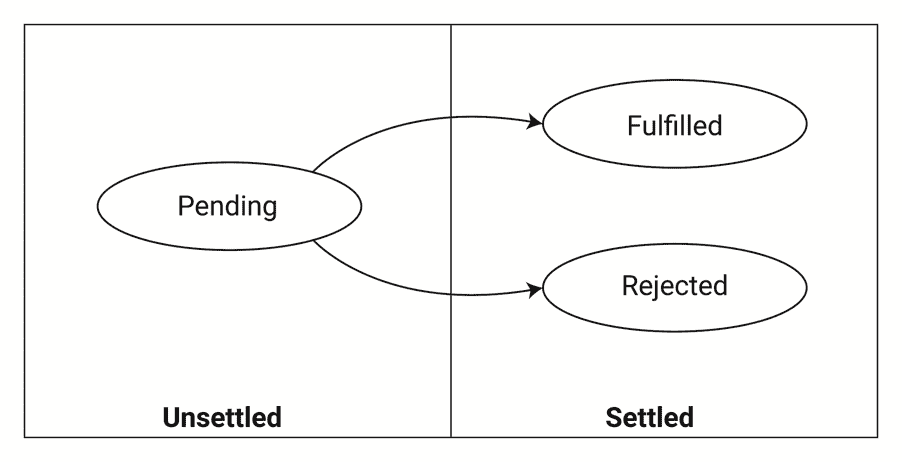 Fulfilled
Pending
Rejected
Unsettled
Settled